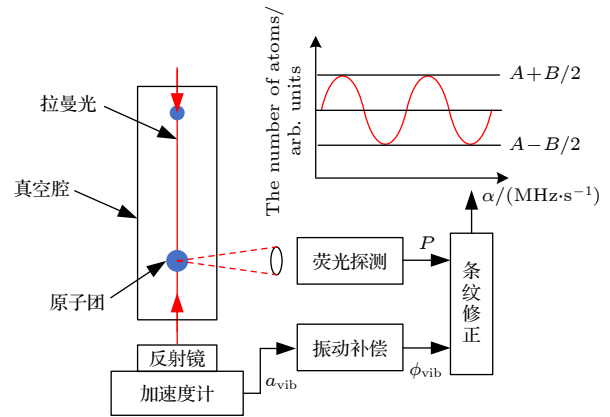 The number of atoms/
arb. units
A+B/2
A−B/2
α/(MHz·s⁻¹)
拉曼光
真空腔
原子团
荧光探测
P
条纹修正
反射镜
加速度计
a_vib
振动补偿
ϕ_vib